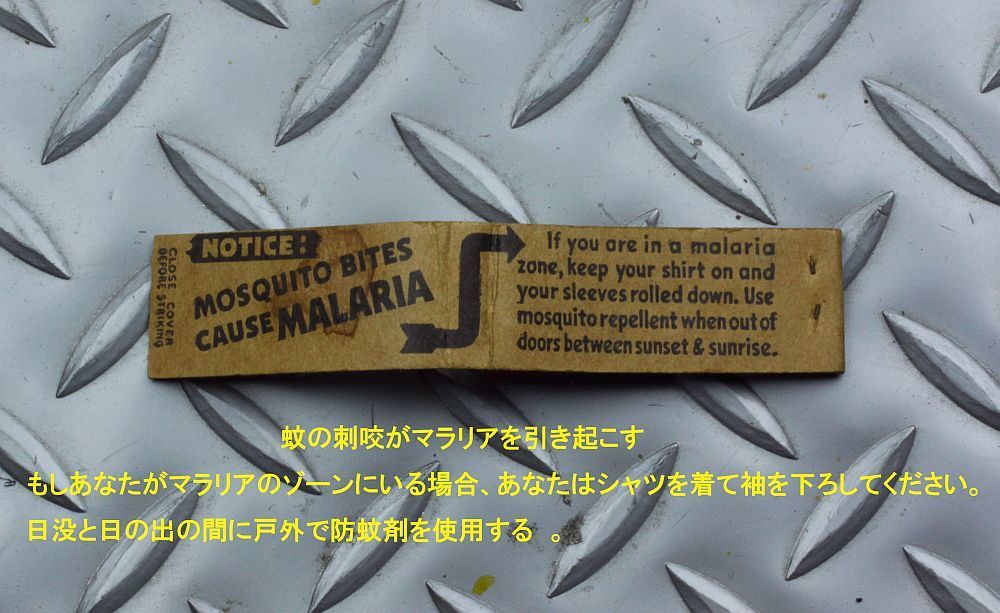 CLOSE COVER
BEFORE STRIKING
NOTICE:
MOSQUITO BITES
CAUSE MALARIA
If you are in a malaria
zone, keep your shirt on and
your sleeves rolled down. Use
mosquito repellent when out of
doors between sunset & sunrise.
蚊の刺咬がマラリアを引き起こす
もしあなたがマラリアのゾーンにいる場合、あなたはシャツを着て袖を下ろしてください。
日没と日の出の間に戸外で防蚊剤を使用する 。